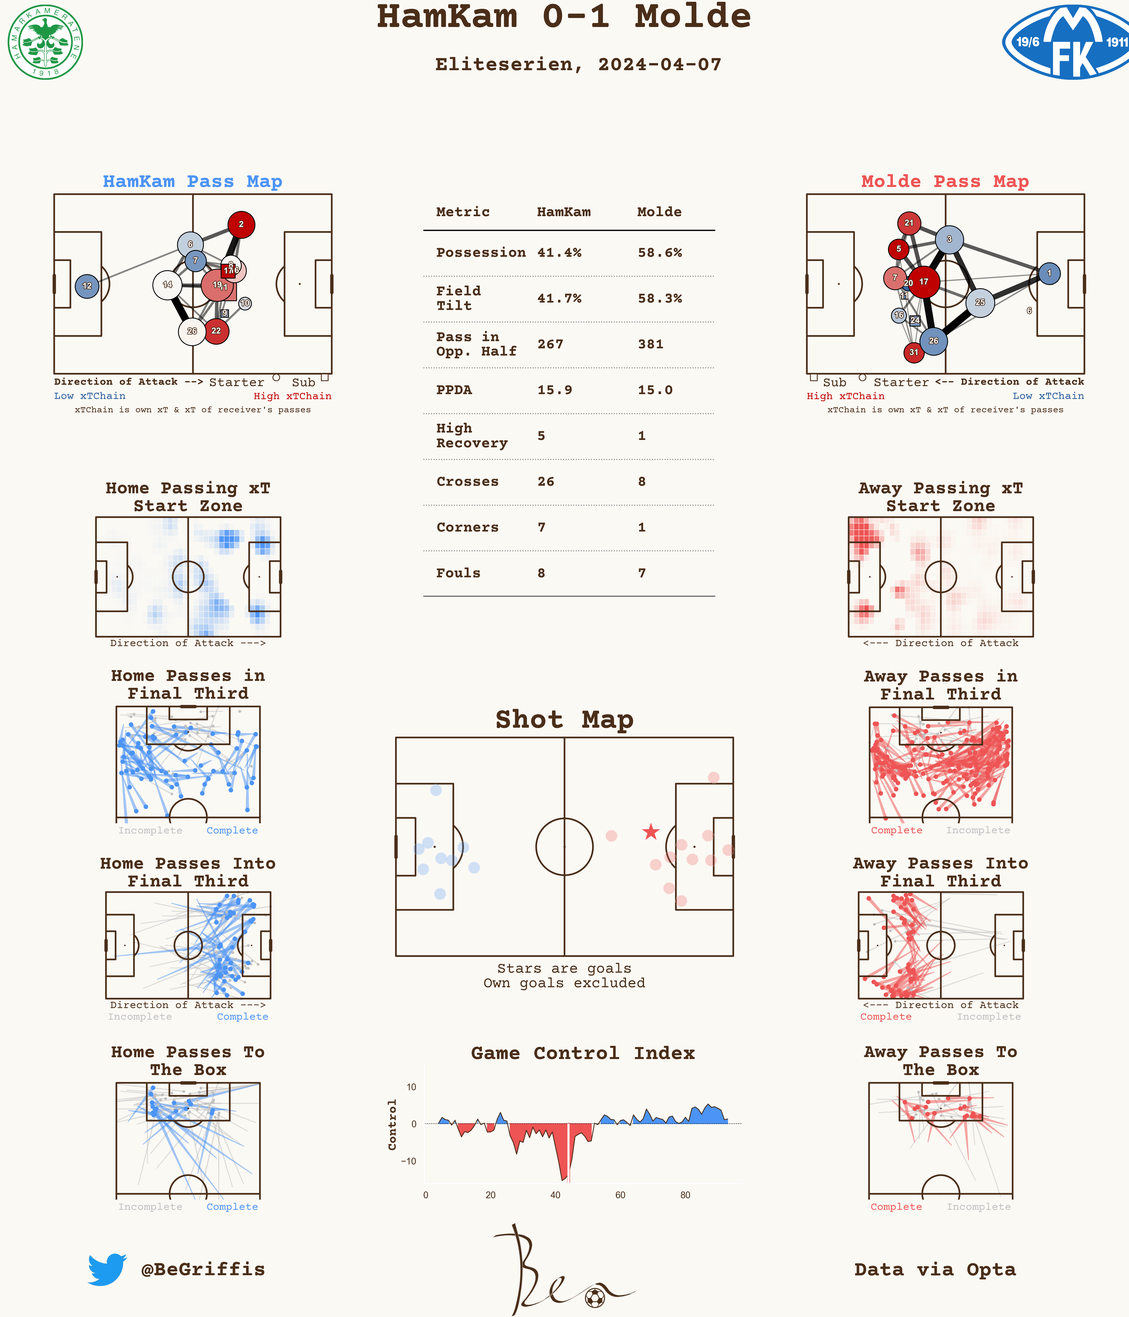 HamKam 0-1 Molde
Eliteserien, 2024-04-07
HAMARKAMERATENE
1918
19/6 1911
FK
HamKam Pass Map
2
6
7
12
14
19
10
26
22
Direction of Attack --> Starter Sub
Low xTChain High xTChain
xTChain is own xT & xT of receiver's passes
Metric HamKam Molde
Possession 41.4% 58.6%
Field
Tilt 41.7% 58.3%
Pass in
Opp. Half 267 381
PPDA 15.9 15.0
High
Recovery 5 1
Crosses 26 8
Corners 7 1
Fouls 8 7
Molde Pass Map
21
3
5
7
20
17
1
25
16
24
6
26
31
Sub Starter <-- Direction of Attack
High xTChain Low xTChain
xTChain is own xT & xT of receiver's passes
Home Passing xT
Start Zone
Direction of Attack --->
Away Passing xT
Start Zone
<--- Direction of Attack
Home Passes in
Final Third
Incomplete Complete
Shot Map
Stars are goals
Own goals excluded
Away Passes in
Final Third
Complete Incomplete
Home Passes Into
Final Third
Direction of Attack --->
Incomplete Complete
Away Passes Into
Final Third
<--- Direction of Attack
Complete Incomplete
Home Passes To
The Box
Incomplete Complete
Game Control Index
Control
10
0
−10
0 20 40 60 80
Away Passes To
The Box
Complete Incomplete
@BeGriffis
Data via Opta